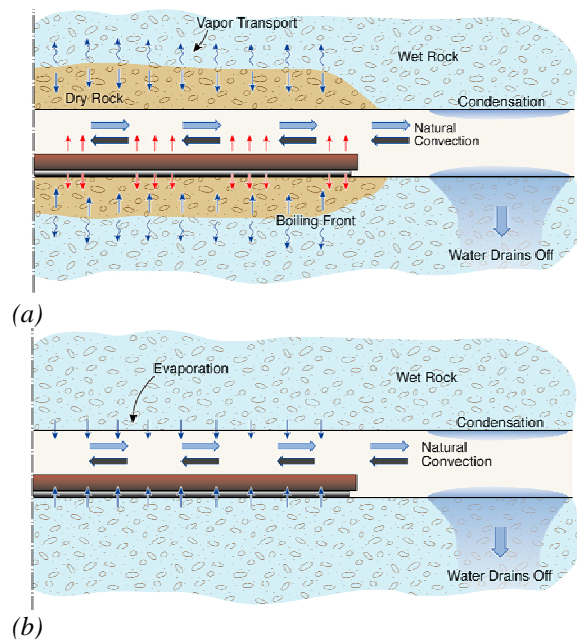 Vapor Transport
Wet Rock
Dry Rock
Condensation
Natural
Convection
Boiling Front
Water Drains Off
(a)
Evaporation
Wet Rock
Condensation
Natural
Convection
Water Drains Off
(b)